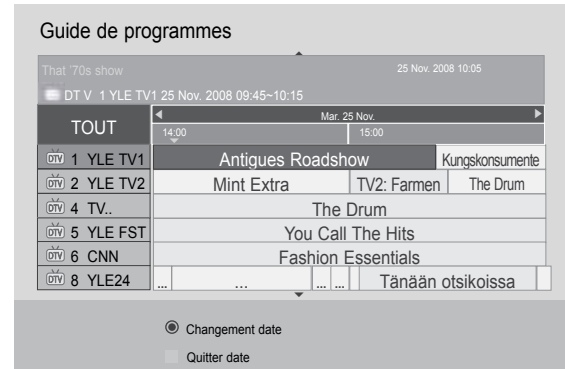 Guide de programmes
That '70s show 25 Nov. 2008 10:05
DT V 1 YLE TV1 25 Nov. 2008 09:45~10:15
TOUT
Mar. 25 Nov.
14:00 15:00
DTV 1 YLE TV1 Antigues Roadshow Kungskonsumente
DTV 2 YLE TV2 Mint Extra TV2: Farmen The Drum
DTV 4 TV.. The Drum
DTV 5 YLE FST You Call The Hits
DTV 6 CNN Fashion Essentials
DTV 8 YLE24 ... ... ... ... Tänään otsikoissa
Changement date
Quitter date